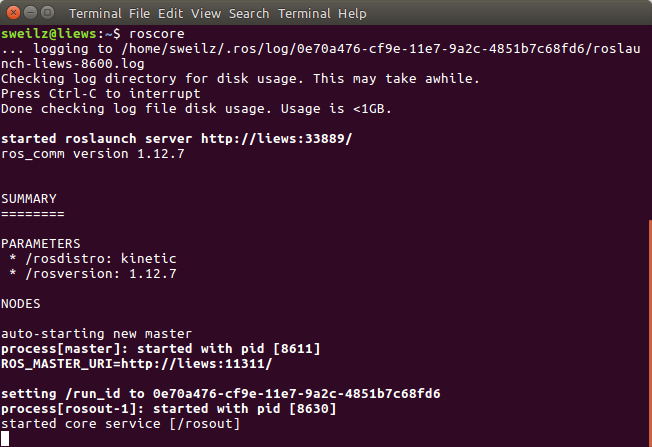 Terminal File Edit View Search Terminal Help
sweilz@liews:~$ roscore
... logging to /home/sweilz/.ros/log/0e70a476-cf9e-11e7-9a2c-4851b7c68fd6/roslau
nch-liews-8600.log
Checking log directory for disk usage. This may take awhile.
Press Ctrl-C to interrupt
Done checking log file disk usage. Usage is <1GB.
started roslaunch server http://liews:33889/
ros_comm version 1.12.7
SUMMARY
========
PARAMETERS
 * /rosdistro: kinetic
 * /rosversion: 1.12.7
NODES
auto-starting new master
process[master]: started with pid [8611]
ROS_MASTER_URI=http://liews:11311/
setting /run_id to 0e70a476-cf9e-11e7-9a2c-4851b7c68fd6
process[rosout-1]: started with pid [8630]
started core service [/rosout]